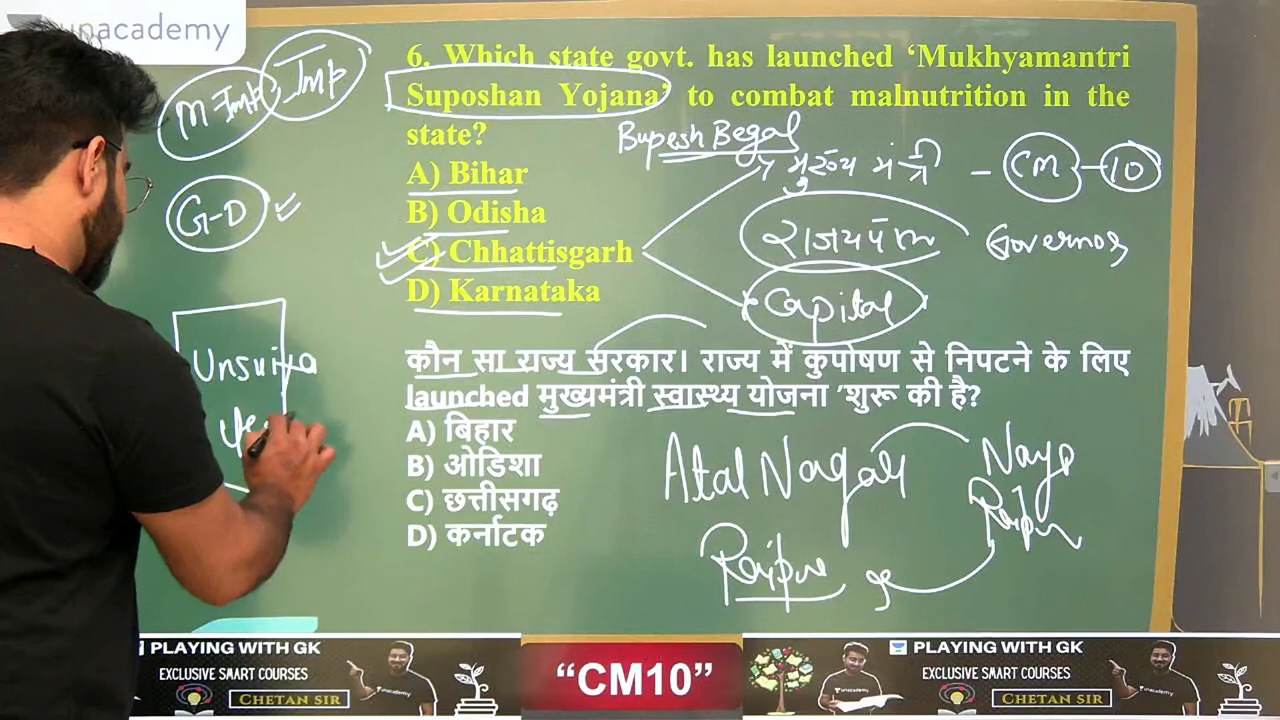 unacademy
M Imp Imp
6. Which state govt. has launched ‘Mukhyamantri
Suposhan Yojana’ to combat malnutrition in the
state?
Bupesh Begal
A) Bihar
मुख्य मंत्री - CM - 10
G-D
B) Odisha
Governor
C) Chhattisgarh
D) Karnataka
Capital
कौन सा राज्य सरकार। राज्य में कुपोषण से निपटने के लिए
launched मुख्यमंत्री स्वास्थ्य योजना 'शुरू की है?
A) बिहार
B) ओडिशा
C) छत्तीसगढ़
D) कर्नाटक
Atal Nagar
Naya
Raipur
Raipur
PLAYING WITH GK
EXCLUSIVE SMART COURSES
CHETAN SIR
“CM10”
unacademy
PLAYING WITH GK
EXCLUSIVE SMART COURSES
CHETAN SIR
unacademy